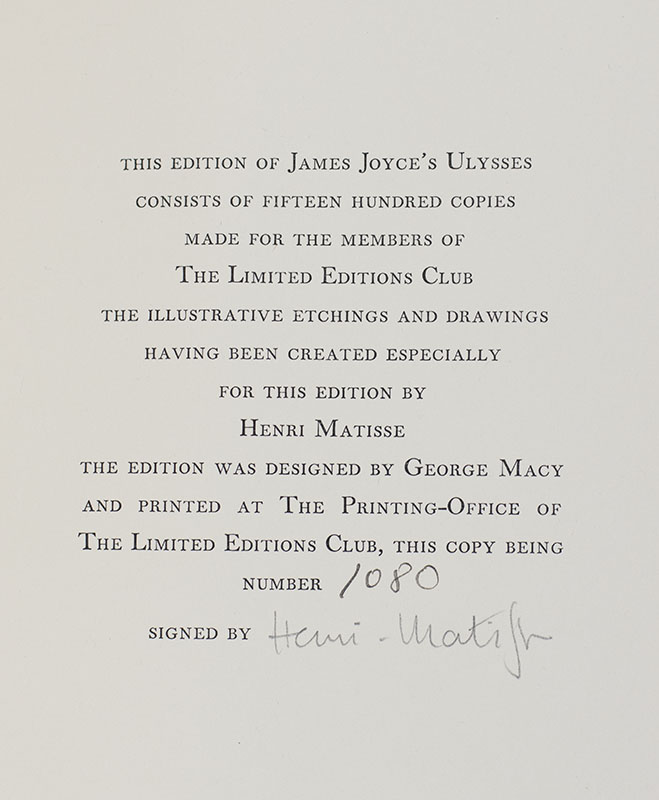 THIS EDITION OF JAMES JOYCE'S ULYSSES
CONSISTS OF FIFTEEN HUNDRED COPIES
MADE FOR THE MEMBERS OF
THE LIMITED EDITIONS CLUB
THE ILLUSTRATIVE ETCHINGS AND DRAWINGS
HAVING BEEN CREATED ESPECIALLY
FOR THIS EDITION BY
HENRI MATISSE
THE EDITION WAS DESIGNED BY GEORGE MACY
AND PRINTED AT THE PRINTING-OFFICE OF
THE LIMITED EDITIONS CLUB, THIS COPY BEING
NUMBER 1080
SIGNED BY Henri-Matisse